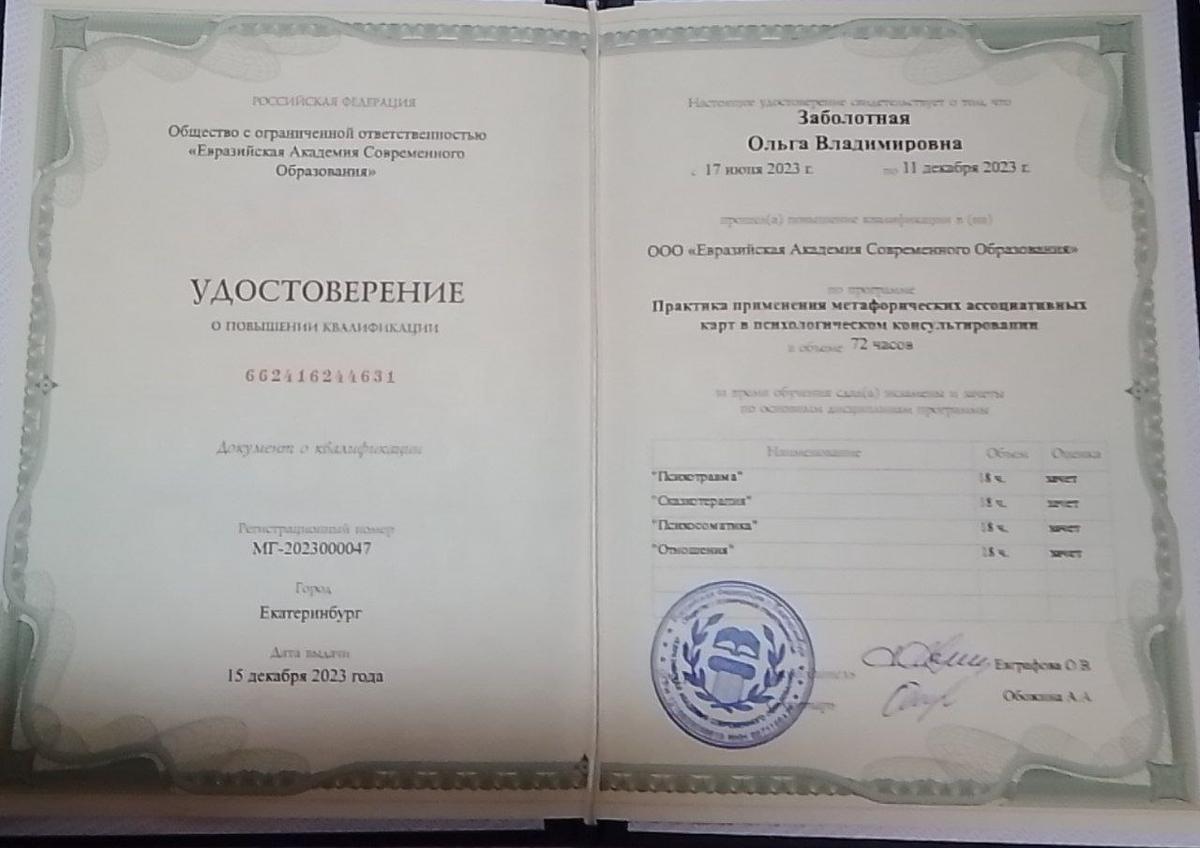 РОССИЙСКАЯ ФЕДЕРАЦИЯ
Общество с ограниченной ответственностью
«Евразийская Академия Современного
Образования»
УДОСТОВЕРЕНИЕ
О ПОВЫШЕНИИ КВАЛИФИКАЦИИ
662416244631
Документ о квалификации
Регистрационный номер
МГ-2023000047
Город
Екатеринбург
Дата выдачи
15 декабря 2023 года
Настоящее удостоверение свидетельствует о том, что
Заболотная
Ольга Владимировна
с 17 июня 2023 г. по 11 декабря 2023 г.
прошел(а) повышение квалификации в (на)
ООО «Евразийская Академия Современного Образования»
по программе
Практика применения метафорических ассоциативных
карт в психологическом консультировании
в объеме 72 часов
за время обучения сдал(а) экзамены и зачеты
по основным дисциплинам программы
Наименование Объем Оценка
"Психотравма" 18 ч. зачет
"Сказкотерапия" 18 ч. зачет
"Психосоматика" 18 ч. зачет
"Отношения" 18 ч. зачет
Евграфова О.В.
Обожина А.А.